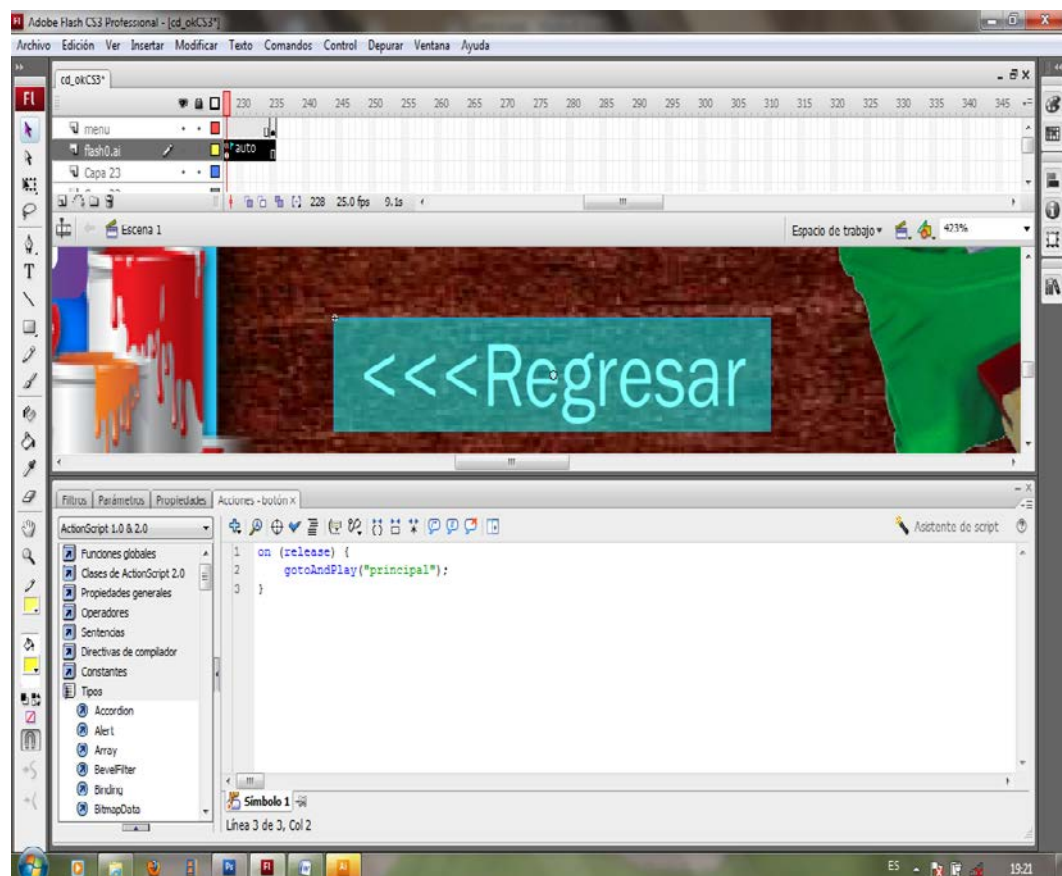 Adobe Flash CS3 Professional - [cd_okCS3*]
Archivo Edición Ver Insertar Modificar Texto Comandos Control Depurar Ventana Ayuda
cd_okCS3*
Fl
230 235 240 245 250 255 260 265 270 275 280 285 290 295 300 305 310 315 320 325 330 335 340 345
menu
flash0.ai
auto
Capa 23
228 25.0 fps 9.1s
Escena 1
Espacio de trabajo
423%
<<<Regresar
Filtros Parámetros Propiedades Acciones - botón X
ActionScript 1.0 & 2.0
Asistente de script
Funciones globales
Clases de ActionScript 2.0
Propiedades generales
Operadores
Sentencias
Directivas de compilador
Constantes
Tipos
Accordion
Alert
Array
BevelFilter
Binding
BitmapData
1 on (release) {
2 gotoAndPlay("principal");
3 }
Símbolo 1
Línea 3 de 3, Col 2
Ps
Fl
Ai
ES
19:21